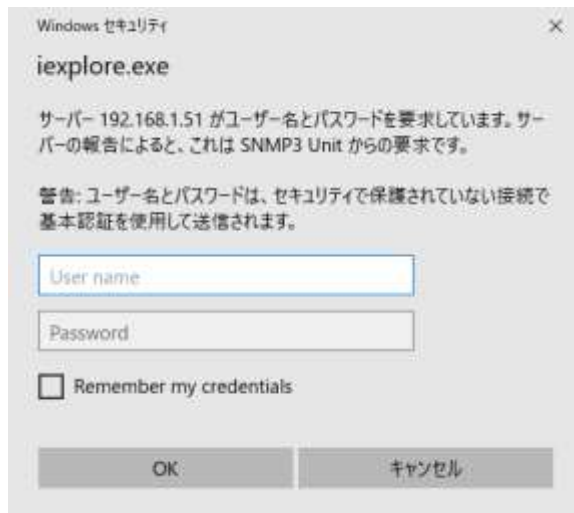 Windows セキュリティ
iexplore.exe
サーバー 192.168.1.51 がユーザー名とパスワードを要求しています。サー
バーの報告によると、これは SNMP3 Unit からの要求です。
警告: ユーザー名とパスワードは、セキュリティで保護されていない接続で
基本認証を使用して送信されます。
User name
Password
Remember my credentials
OK
キャンセル